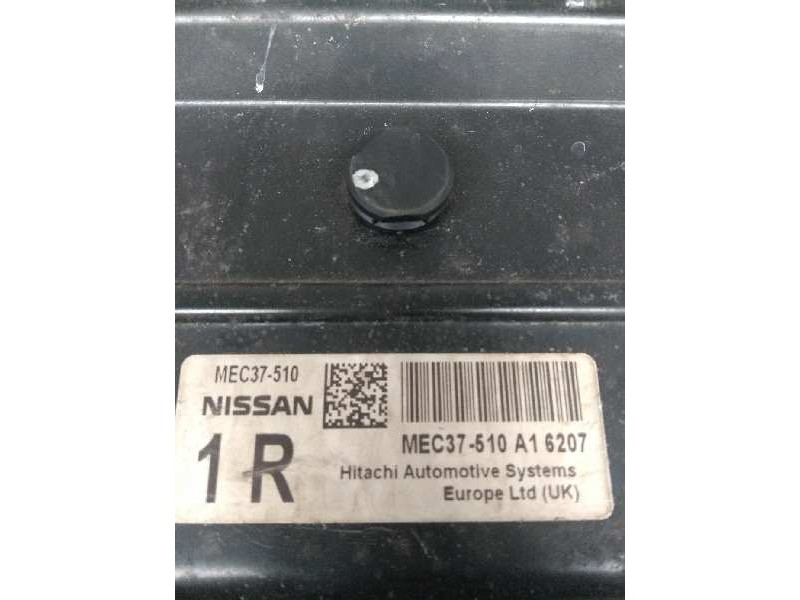 MEC37-510
NISSAN
1 R
MEC37-510 A1 6207
Hitachi Automotive Systems
Europe Ltd (UK)